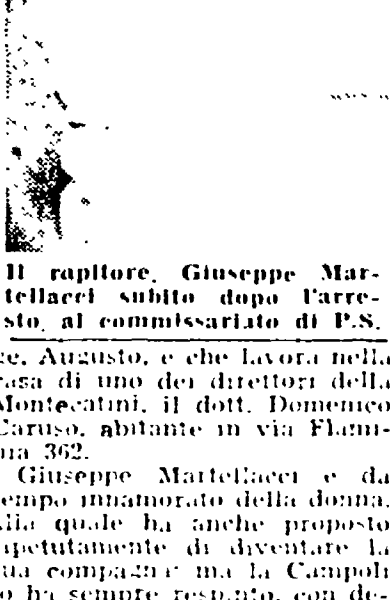 Il rapitore, Giuseppe Mar-
tellacci subito dopo l'arre-
sto, al commissariato di P.S.
ge, Augusto, e che lavora nella
casa di uno dei direttori della
Montecatini, il dott. Domenico
Caruso, abitante in via Flami-
nia 362.
Giuseppe Martellacci e da
tempo innamorato della donna,
alla quale ha anche proposto
ripetutamente di diventare la
sua compagna: ma la Campoli
lo ha sempre respinto, con de-